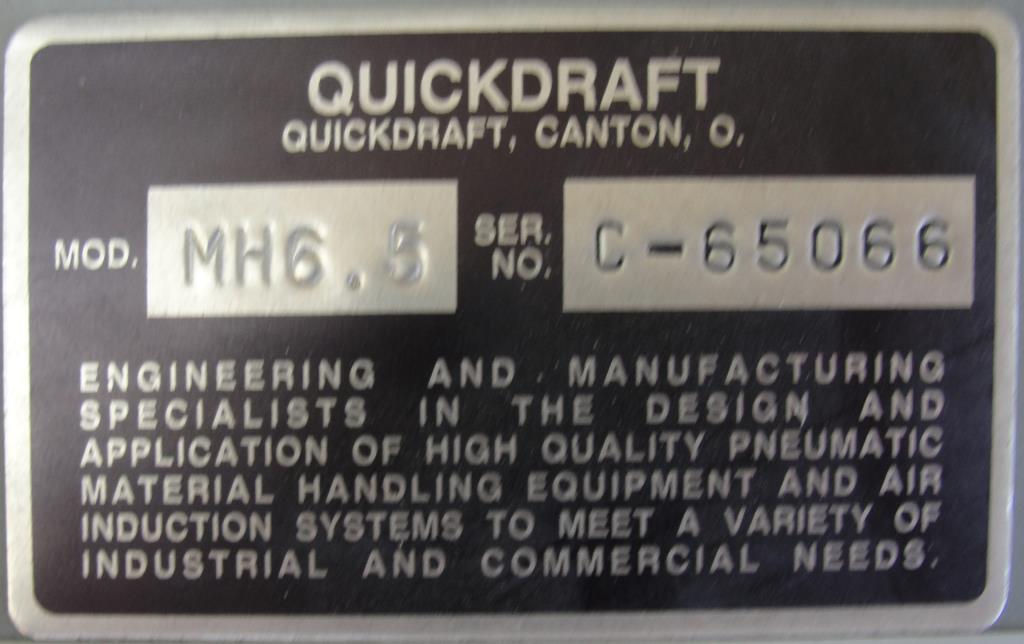 QUICKDRAFT
QUICKDRAFT, CANTON, O.
MOD. MH6.5 SER. NO. C-65066
ENGINEERING AND MANUFACTURING
SPECIALISTS IN THE DESIGN AND
APPLICATION OF HIGH QUALITY PNEUMATIC
MATERIAL HANDLING EQUIPMENT AND AIR
INDUCTION SYSTEMS TO MEET A VARIETY OF
INDUSTRIAL AND COMMERCIAL NEEDS.